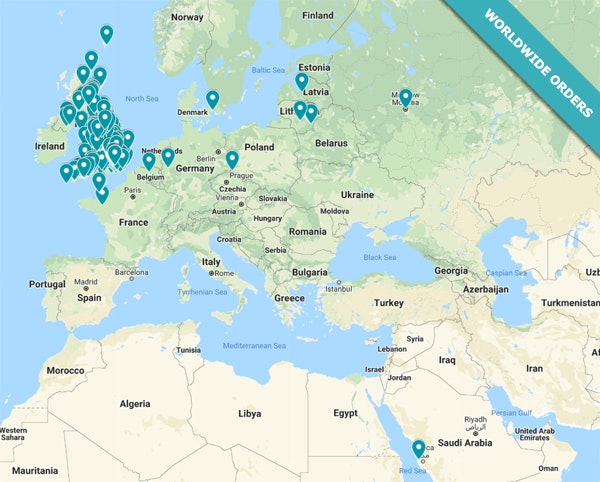 WORLDWIDE ORDERS
Norway
Finland
Estonia
Baltic Sea
Latvia
North Sea
Denmark
Belarus
Ireland
Berlin
Poland
Germany
Belgium
Prague
Paris
Czechia
Ukraine
Vienna
Slovakia
Austria
Moldova
Hungary
France
Romania
Croatia
Serbia
Italy
Bulgaria
Black Sea
Georgia
Caspian Sea
Barcelona
Rome
Portugal
Madrid
Spain
Istanbul
Azerbaijan
Tyrrhenian Sea
Greece
Turkey
Turkmenistan
Tunisia
Mediterranean Sea
Syria
Lebanon
Iraq
Iran
Israel
Jordan
Morocco
Algeria
Libya
Egypt
Persian Gulf
Riyadh
الرياض
Western
Sahara
Saudi Arabia
United Arab
Emirates
Red Sea
Oman
Mauritania